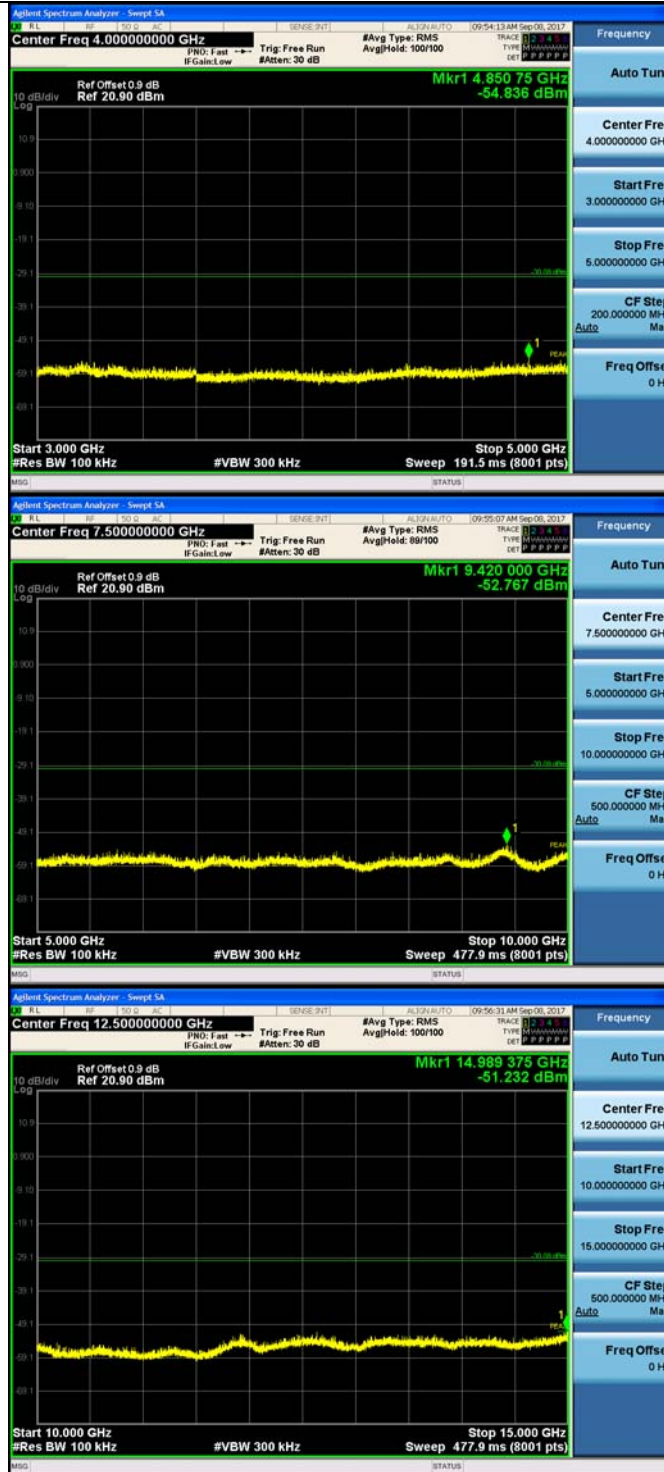 Agilent Spectrum Analyzer - Swept SA
RL RF 50 Ω AC SENSE:INT ALIGN AUTO 09:54:13 AM Sep 08, 2017
Center Freq 4.000000000 GHz
PNO: Fast Trig: Free Run #Avg Type: RMS TRACE 1 2 3 4 5 6
IFGain:Low #Atten: 30 dB Avg|Hold: 100/100 TYPE
DET P P P P P P
Frequency
Mkr1 4.850 75 GHz
-54.836 dBm
Ref Offset 0.9 dB
10 dB/div Ref 20.90 dBm
Log
10.9
0.900
-9.10
-19.1
-29.1
-39.1
-49.1
-59.1
-69.1
-30.00 dBm
1
PEAK
Start 3.000 GHz Stop 5.000 GHz
#Res BW 100 kHz #VBW 300 kHz Sweep 191.5 ms (8001 pts)
MSG STATUS
Auto Tun
Center Fre
4.000000000 GH
Start Fre
3.000000000 GH
Stop Fre
5.000000000 GH
CF Ste
200.000000 MH
Auto Ma
Freq Offse
0 H
Agilent Spectrum Analyzer - Swept SA
RL RF 50 Ω AC SENSE:INT ALIGN AUTO 09:55:07 AM Sep 08, 2017
Center Freq 7.500000000 GHz
PNO: Fast Trig: Free Run #Avg Type: RMS TRACE 1 2 3 4 5 6
IFGain:Low #Atten: 30 dB Avg|Hold: 89/100 TYPE
DET P P P P P P
Frequency
Mkr1 9.420 000 GHz
-52.767 dBm
Ref Offset 0.9 dB
10 dB/div Ref 20.90 dBm
Log
10.9
0.900
-9.10
-19.1
-29.1
-39.1
-49.1
-59.1
-69.1
-30.00 dBm
1
PEAK
Start 5.000 GHz Stop 10.000 GHz
#Res BW 100 kHz #VBW 300 kHz Sweep 477.9 ms (8001 pts)
MSG STATUS
Auto Tun
Center Fre
7.500000000 GH
Start Fre
5.000000000 GH
Stop Fre
10.000000000 GH
CF Ste
500.000000 MH
Auto Ma
Freq Offse
0 H
Agilent Spectrum Analyzer - Swept SA
RL RF 50 Ω AC SENSE:INT ALIGN AUTO 09:56:31 AM Sep 08, 2017
Center Freq 12.500000000 GHz
PNO: Fast Trig: Free Run #Avg Type: RMS TRACE 1 2 3 4 5 6
IFGain:Low #Atten: 30 dB Avg|Hold: 100/100 TYPE
DET P P P P P P
Frequency
Mkr1 14.989 375 GHz
-51.232 dBm
Ref Offset 0.9 dB
10 dB/div Ref 20.90 dBm
Log
10.9
0.900
-9.10
-19.1
-29.1
-39.1
-49.1
-59.1
-69.1
-30.00 dBm
1
PEAK
Start 10.000 GHz Stop 15.000 GHz
#Res BW 100 kHz #VBW 300 kHz Sweep 477.9 ms (8001 pts)
MSG STATUS
Auto Tun
Center Fre
12.500000000 GH
Start Fre
10.000000000 GH
Stop Fre
15.000000000 GH
CF Ste
500.000000 MH
Auto Ma
Freq Offse
0 H